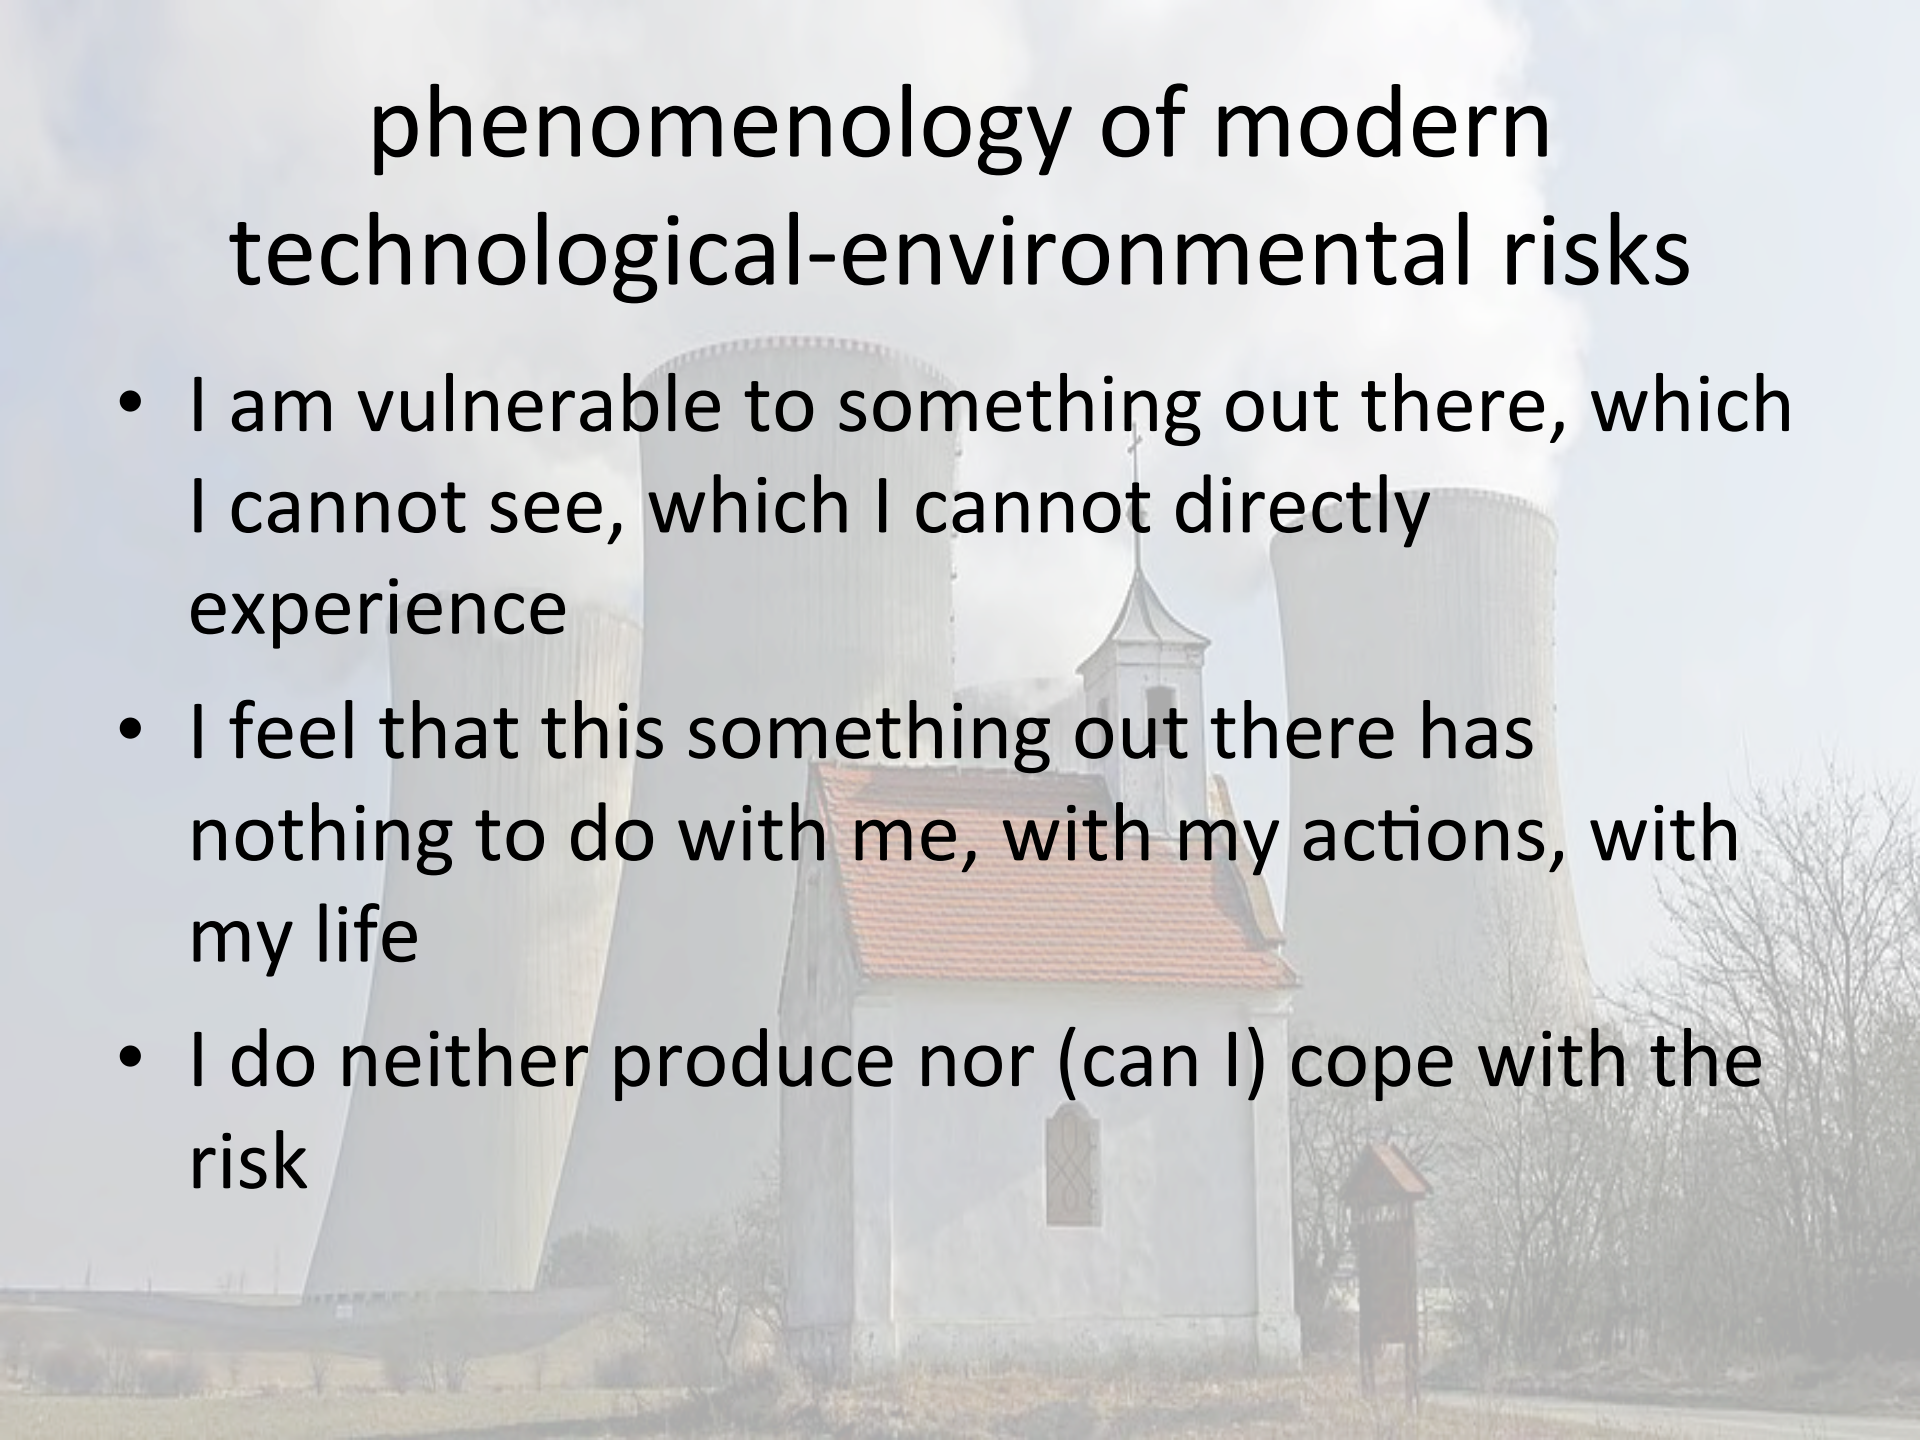 phenomenology of modern
technological-environmental risks
• I am vulnerable to something out there, which
I cannot see, which I cannot directly
experience
• I feel that this something out there has
nothing to do with me, with my actions, with
my life
• I do neither produce nor (can I) cope with the
risk